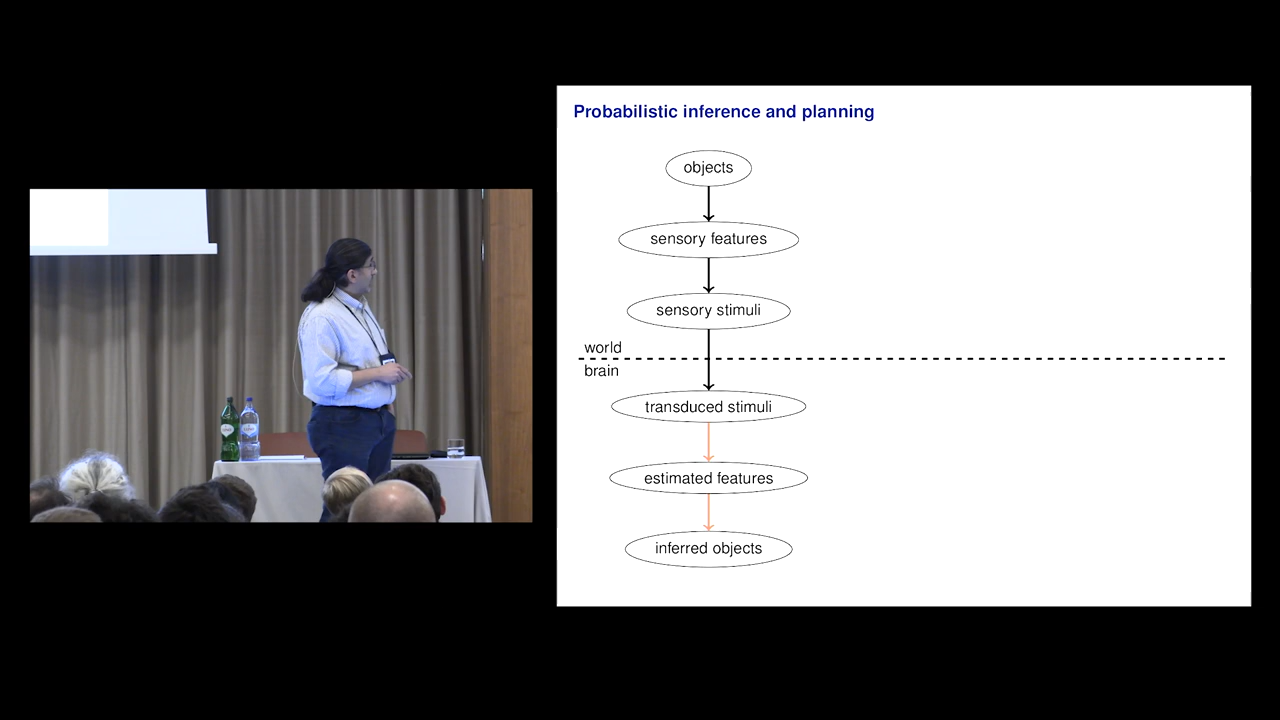 Probabilistic inference and planning
objects
sensory features
sensory stimuli
world
brain
transduced stimuli
estimated features
inferred objects